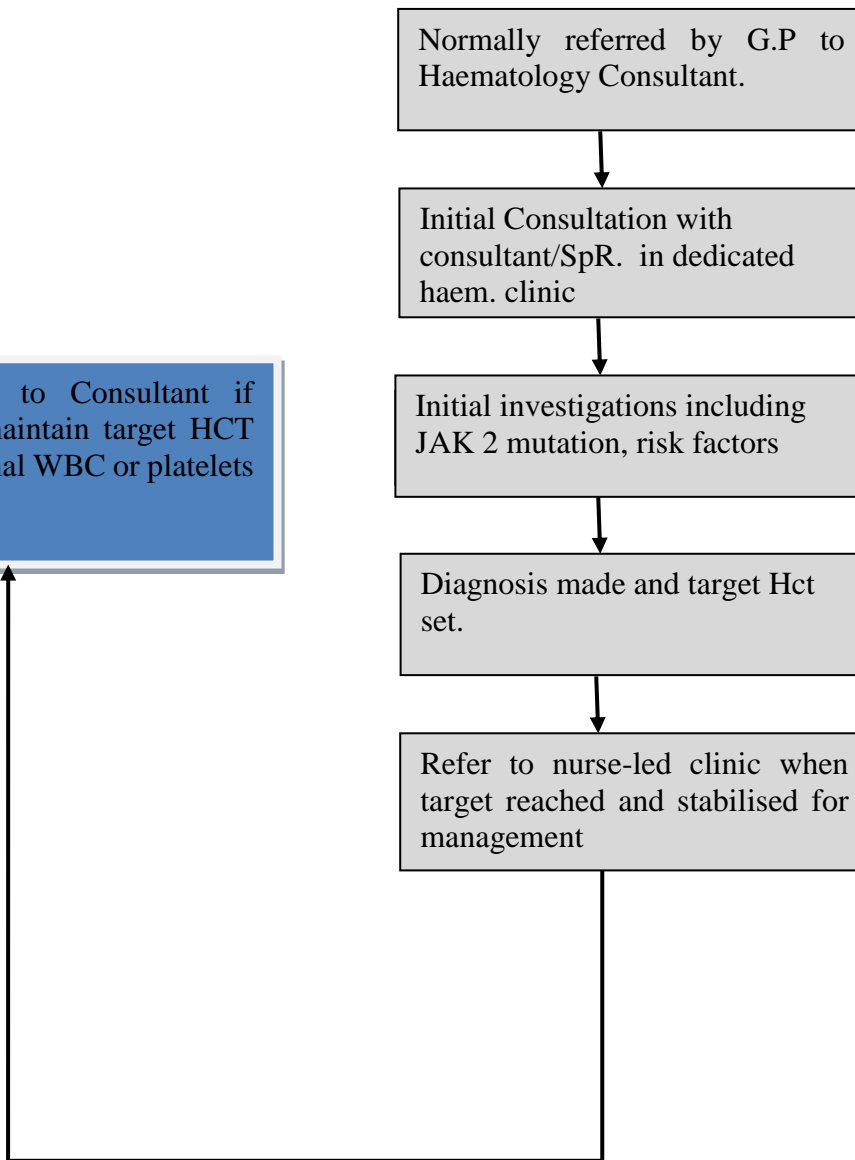 Normally referred by G.P to
Haematology Consultant.
Initial Consultation with
consultant/SpR. in dedicated
haem. clinic
Initial investigations including
JAK 2 mutation, risk factors
Diagnosis made and target Hct
set.
Refer to nurse-led clinic when
target reached and stabilised for
management
to Consultant if
maintain target HCT
WBC or platelets